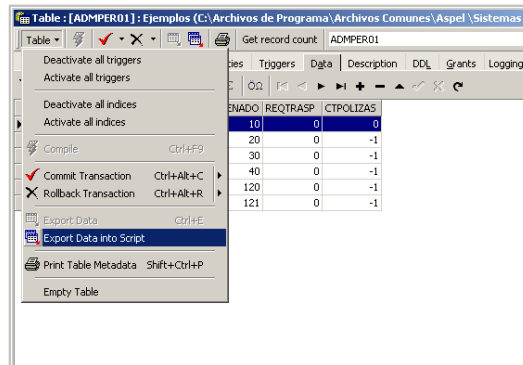 Table : [ADMPER01] : Ejemplos (C:\Archivos de Programa\Archivos Comunes\Aspel \Sistemas
Table Get record count ADMPER01
Triggers Data Description DDL Grants Logging
Deactivate all triggers
Activate all triggers
Deactivate all indices
Activate all indices
Compile Ctrl+F9
Commit Transaction Ctrl+Alt+C
Rollback Transaction Ctrl+Alt+R
Export Data Ctrl+E
Export Data into Script
Print Table Metadata Shift+Ctrl+P
Empty Table
REQTRASP CTPOLIZAS
10 0 0
20 0 -1
30 0 -1
40 0 -1
120 0 -1
121 0 -1